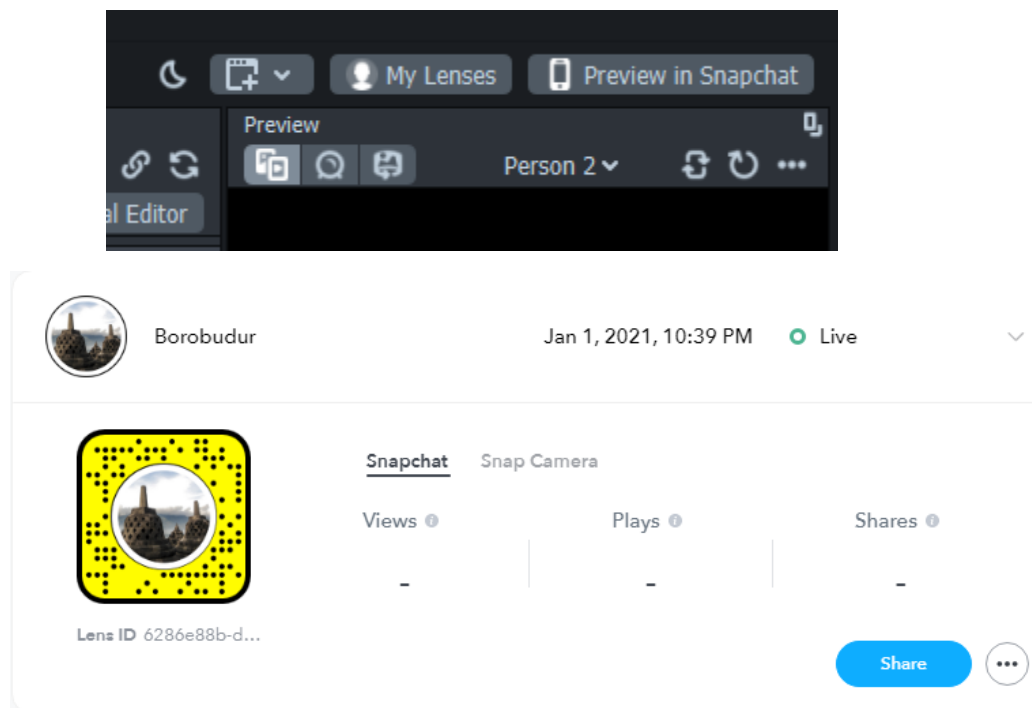 My Lenses Preview in Snapchat
Preview
Person 2
al Editor
Borobudur Jan 1, 2021, 10:39 PM Live
Snapchat Snap Camera
Views Plays Shares
- - -
Lens ID 6286e88b-d...
Share